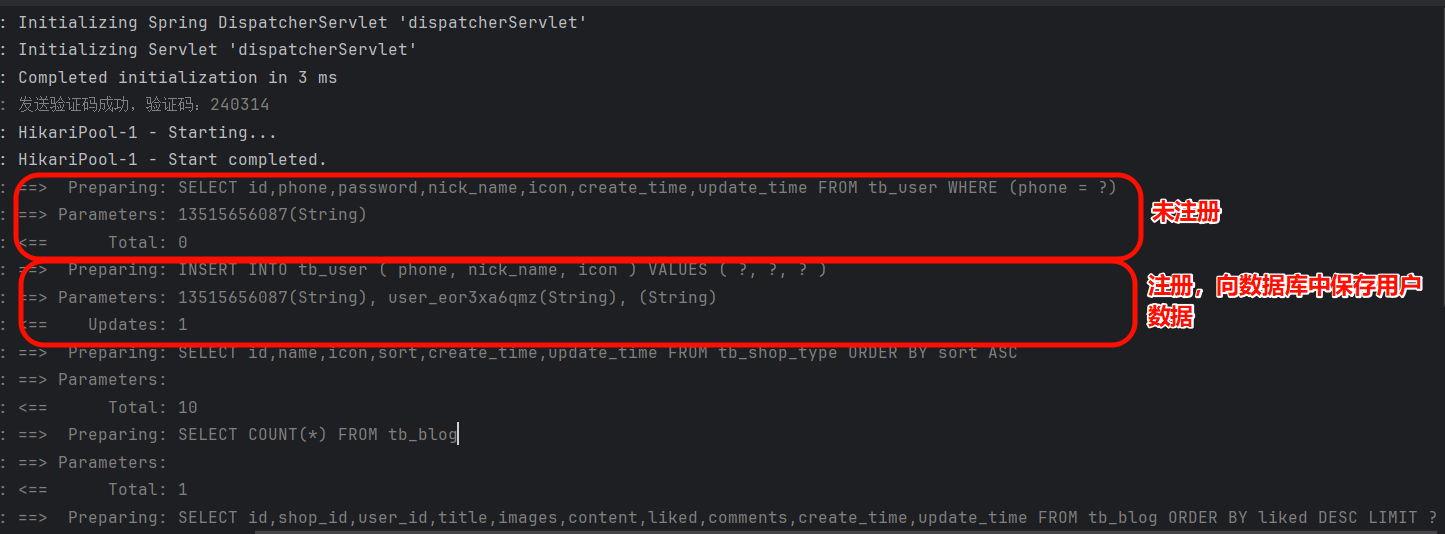 : Initializing Spring DispatcherServlet 'dispatcherServlet'
: Initializing Servlet 'dispatcherServlet'
: Completed initialization in 3 ms
: 发送验证码成功，验证码：240314
: HikariPool-1 - Starting...
: HikariPool-1 - Start completed.
: ==>  Preparing: SELECT id,phone,password,nick_name,icon,create_time,update_time FROM tb_user WHERE (phone = ?)
: ==> Parameters: 13515656087(String)
未注册
: <==      Total: 0
: ==>  Preparing: INSERT INTO tb_user ( phone, nick_name, icon ) VALUES ( ?, ?, ? )
注册，向数据库中保存用户
数据
: ==> Parameters: 13515656087(String), user_eor3xa6qmz(String), (String)
: <==    Updates: 1
: ==>  Preparing: SELECT id,name,icon,sort,create_time,update_time FROM tb_shop_type ORDER BY sort ASC
: ==> Parameters:
: <==      Total: 10
: ==>  Preparing: SELECT COUNT(*) FROM tb_blog
: ==> Parameters:
: <==      Total: 1
: ==>  Preparing: SELECT id,shop_id,user_id,title,images,content,liked,comments,create_time,update_time FROM tb_blog ORDER BY liked DESC LIMIT ?